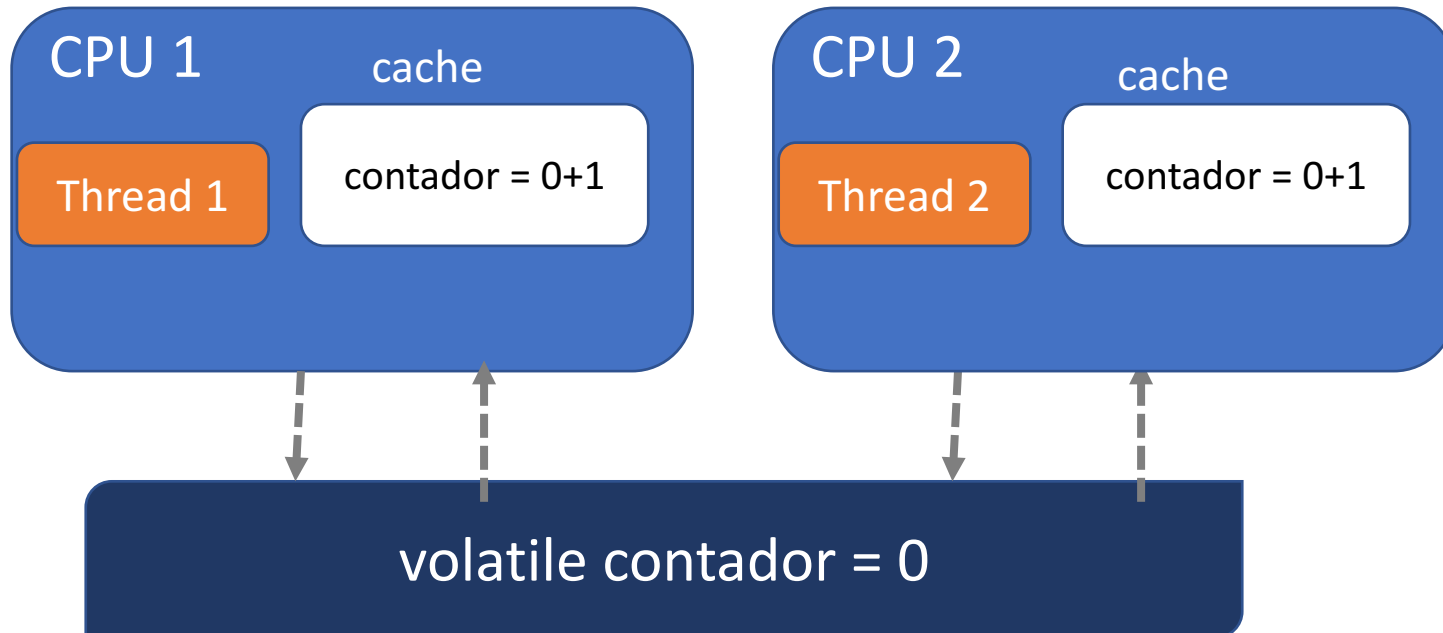 CPU 1
cache
Thread 1
contador = 0+1
CPU 2
cache
Thread 2
contador = 0+1
volatile contador = 0